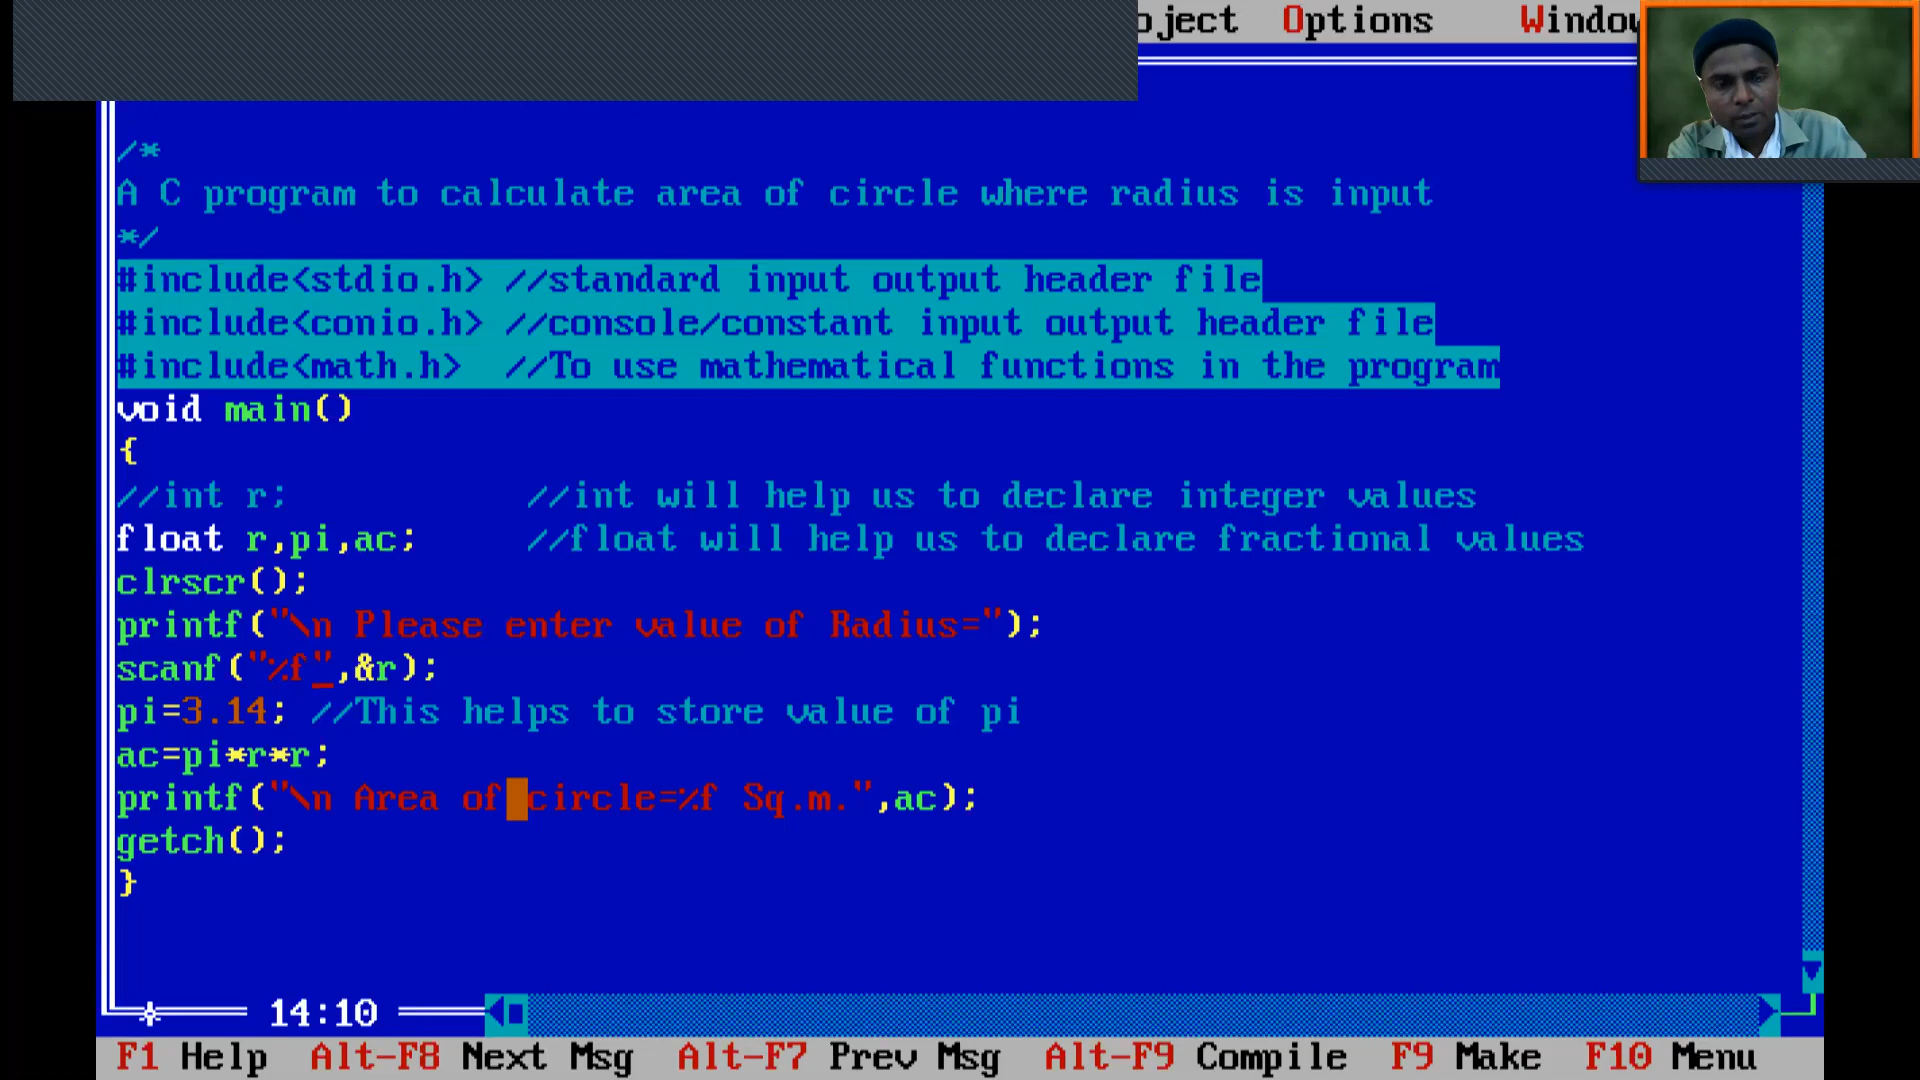 Options
/*
A C program to calculate area of circle where radius is input
*/
#include<stdio.h> //standard input output header file
#include<conio.h> //console/constant input output header file
#include<math.h> //To use mathematical functions in the program
void main()
{
//int r; //int will help us to declare integer values
float r,pi,ac; //float will help us to declare fractional values
clrscr();
printf("\n Please enter value of Radius=");
scanf("%f",&r);
pi=3.14; //This helps to store value of pi
ac=pi*r*r;
printf("\n Area of circle=%f Sq.m.",ac);
getch();
}
14:10
F1 Help Alt-F8 Next Msg Alt-F7 Prev Msg Alt-F9 Compile F9 Make F10 Menu